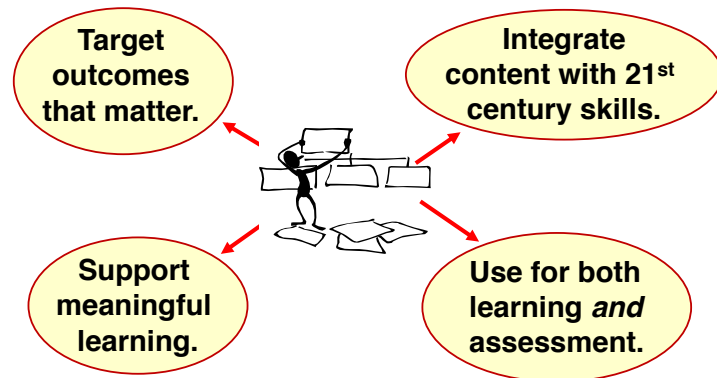 Target
outcomes
that matter.
Integrate
content with 21st
century skills.
Support
meaningful
learning.
Use for both
learning and
assessment.